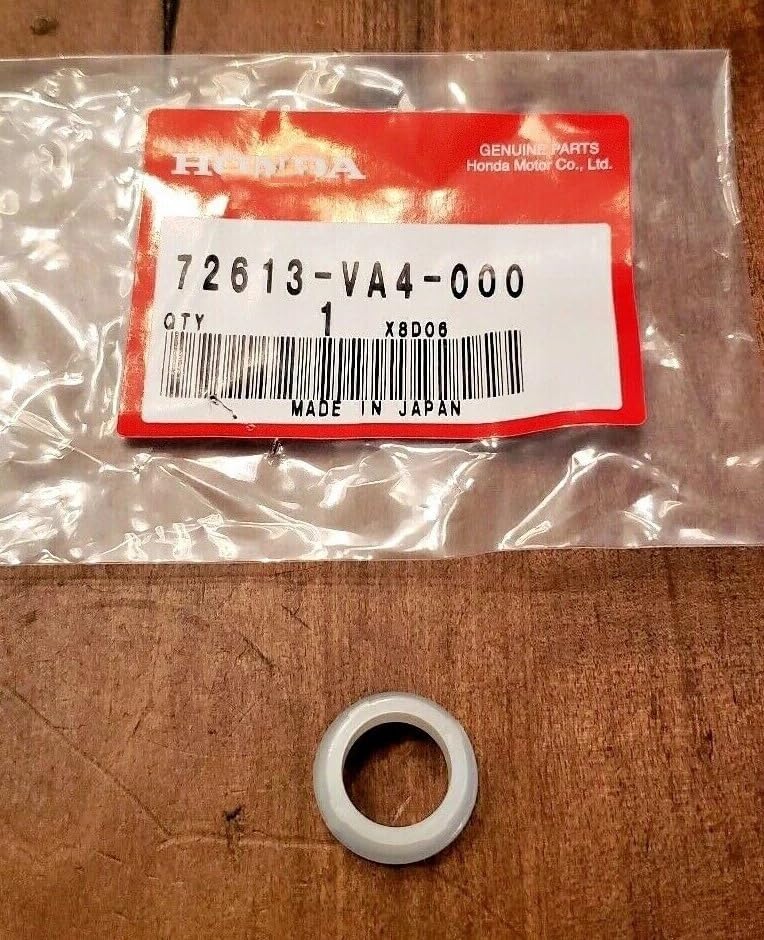 HONDA
GENUINE PARTS
Honda Motor Co., Ltd.
72613-VA4-000
QTY 1 X8D06
MADE IN JAPAN